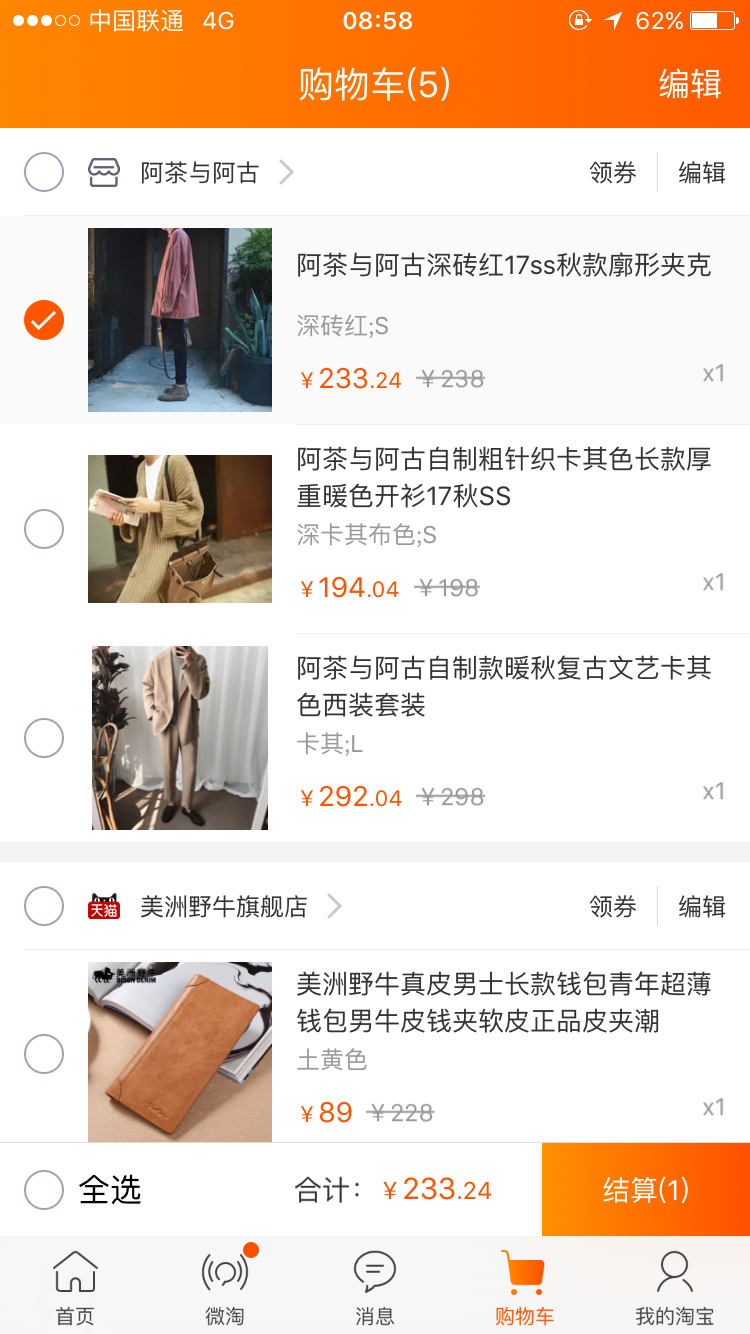 中国联通 4G 08:58 62%
购物车(5) 编辑
阿茶与阿古 领券 编辑
阿茶与阿古深砖红17ss秋款廓形夹克
深砖红;S
￥233.24 ￥238 x1
阿茶与阿古自制粗针织卡其色长款厚
重暖色开衫17秋SS
深卡其布色;S
￥194.04 ￥198 x1
阿茶与阿古自制款暖秋复古文艺卡其
色西装套装
卡其;L
￥292.04 ￥298 x1
天猫 美洲野牛旗舰店 领券 编辑
美洲野牛
BISON DENIM
美洲野牛真皮男士长款钱包青年超薄
钱包男牛皮钱夹软皮正品皮夹潮
土黄色
￥89 ￥228 x1
全选 合计： ￥233.24 结算(1)
首页 微淘 消息 购物车 我的淘宝